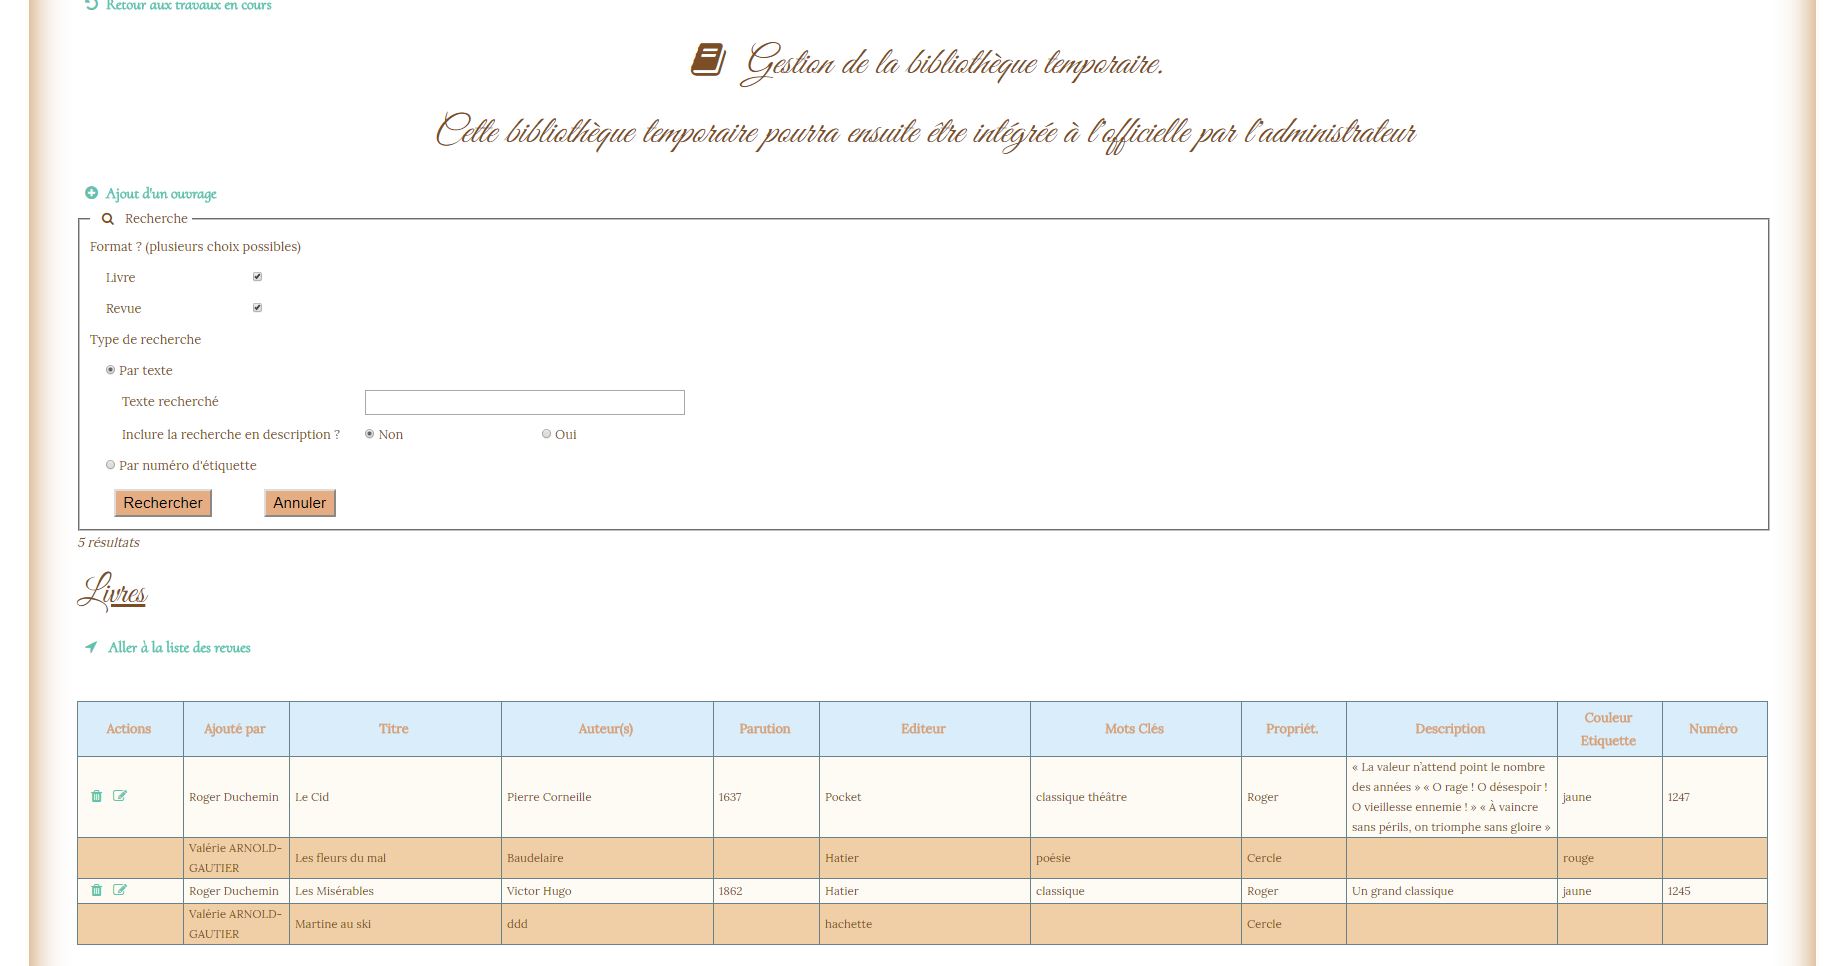 Retour aux travaux en cours
Gestion de la bibliothèque temporaire.
Cette bibliothèque temporaire pourra ensuite être intégrée à l'officielle par l'administrateur
Ajout d'un ouvrage
Recherche
Format ? (plusieurs choix possibles)
Livre
Revue
Type de recherche
Par texte
Texte recherché
Inclure la recherche en description ? Non Oui
Par numéro d'étiquette
Rechercher Annuler
5 résultats
Livres
Aller à la liste des revues
Actions Ajouté par Titre Auteur(s) Parution Editeur Mots Clés Propriét. Description Couleur Etiquette Numéro
Roger Duchemin Le Cid Pierre Corneille 1637 Pocket classique théâtre Roger « La valeur n'attend point le nombre des années » « O rage ! O désespoir ! O vieillesse ennemie ! » « À vaincre sans périls, on triomphe sans gloire » jaune 1247
Valérie ARNOLD-GAUTIER Les fleurs du mal Baudelaire Hatier poésie Cercle rouge
Roger Duchemin Les Misérables Victor Hugo 1862 Hatier classique Roger Un grand classique jaune 1245
Valérie ARNOLD-GAUTIER Martine au ski ddd hachette Cercle